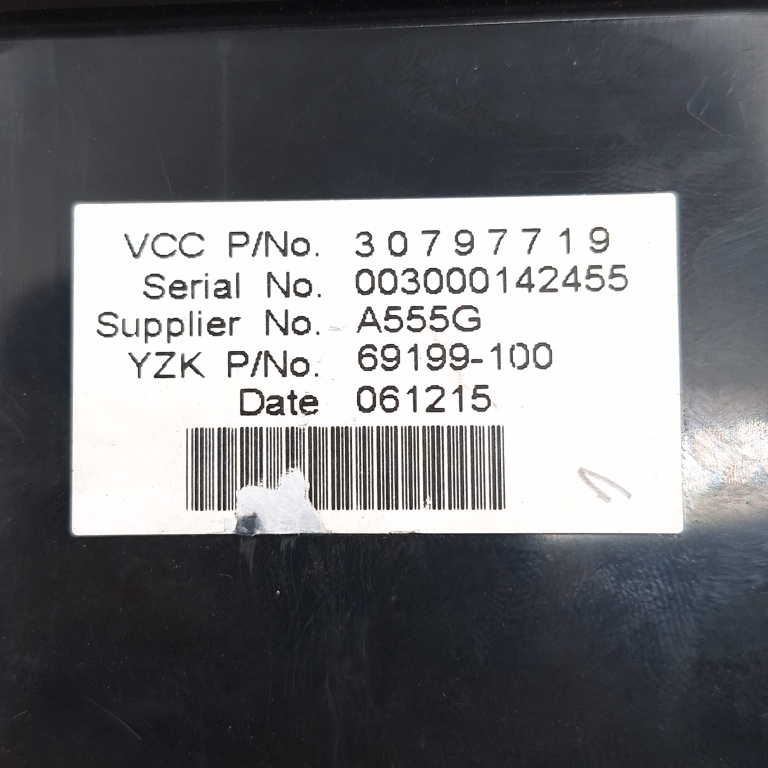 VCC P/No. 30797719
Serial No. 003000142455
Supplier No. A555G
YZK P/No. 69199-100
Date 061215